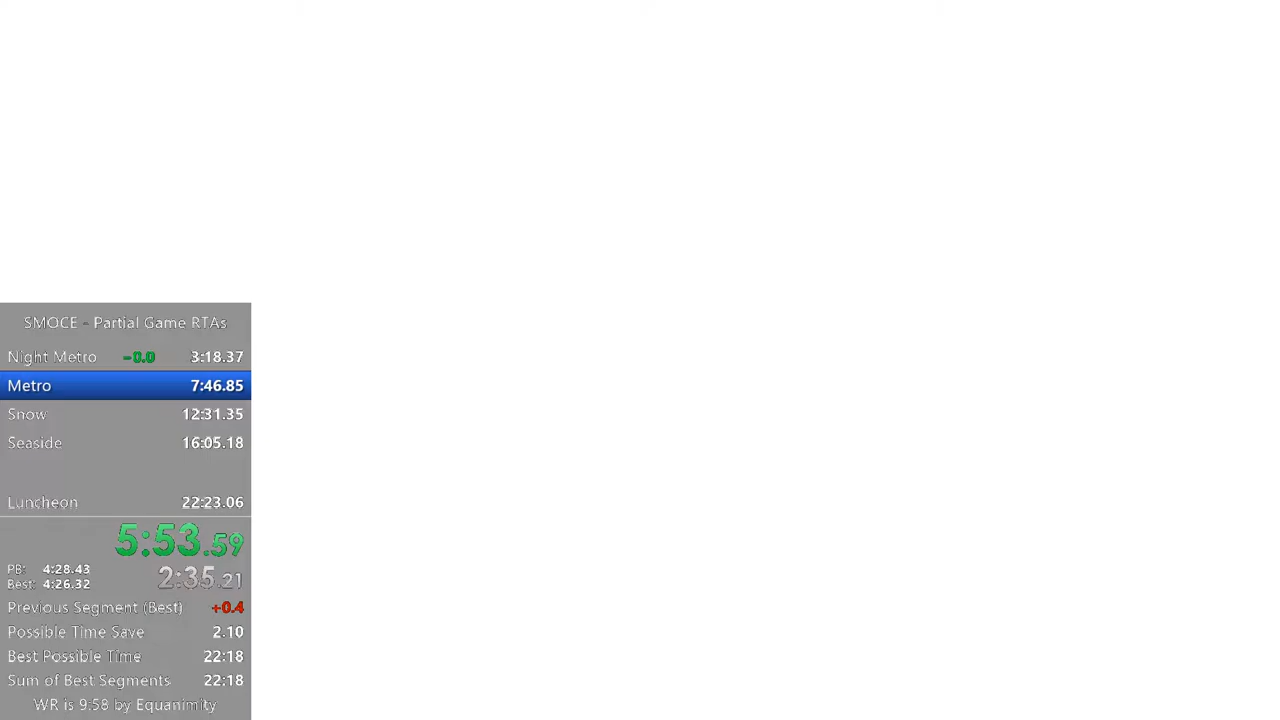 SMOCE - Partial Game RTAs
Night Metro -0.0 3:18.37
Metro 7:46.85
Snow 12:31.35
Seaside 16:05.18
Luncheon 22:23.06
5:53.59
PB: 4:28.43
Best: 4:26.32
2:35.21
Previous Segment (Best) +0.4
Possible Time Save 2.10
Best Possible Time 22:18
Sum of Best Segments 22:18
WR is 9:58 by Equanimity